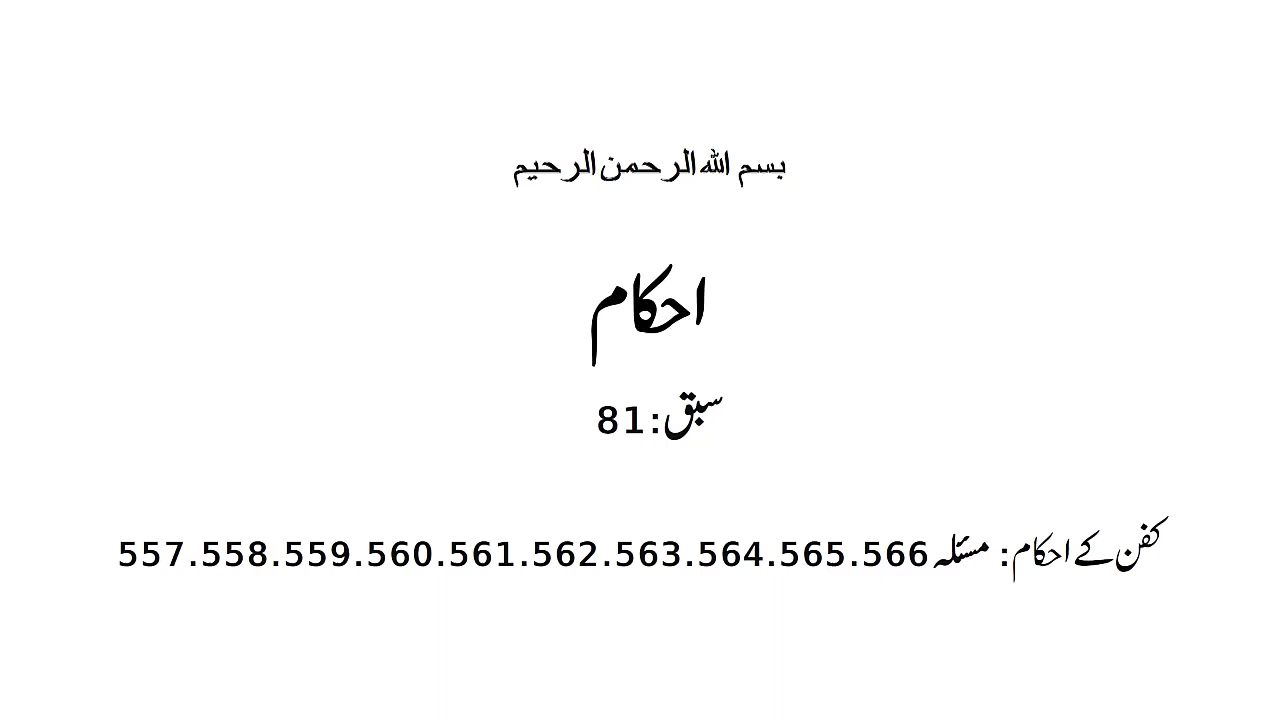 بسم الله الرحمن الرحیم
احکام
سبق:81
کفن کے احکام: مسئلہ 557.558.559.560.561.562.563.564.565.566